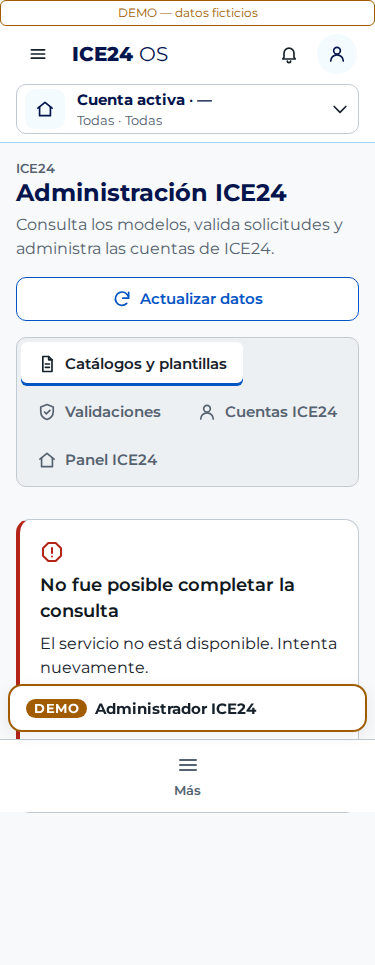 DEMO — datos ficticios
ICE24 OS
Cuenta activa · —
Todas · Todas
ICE24
Administración ICE24
Consulta los modelos, valida solicitudes y
administra las cuentas de ICE24.
Actualizar datos
Catálogos y plantillas
Validaciones
Cuentas ICE24
Panel ICE24
No fue posible completar la
consulta
El servicio no está disponible. Intenta
nuevamente.
DEMO Administrador ICE24
Más